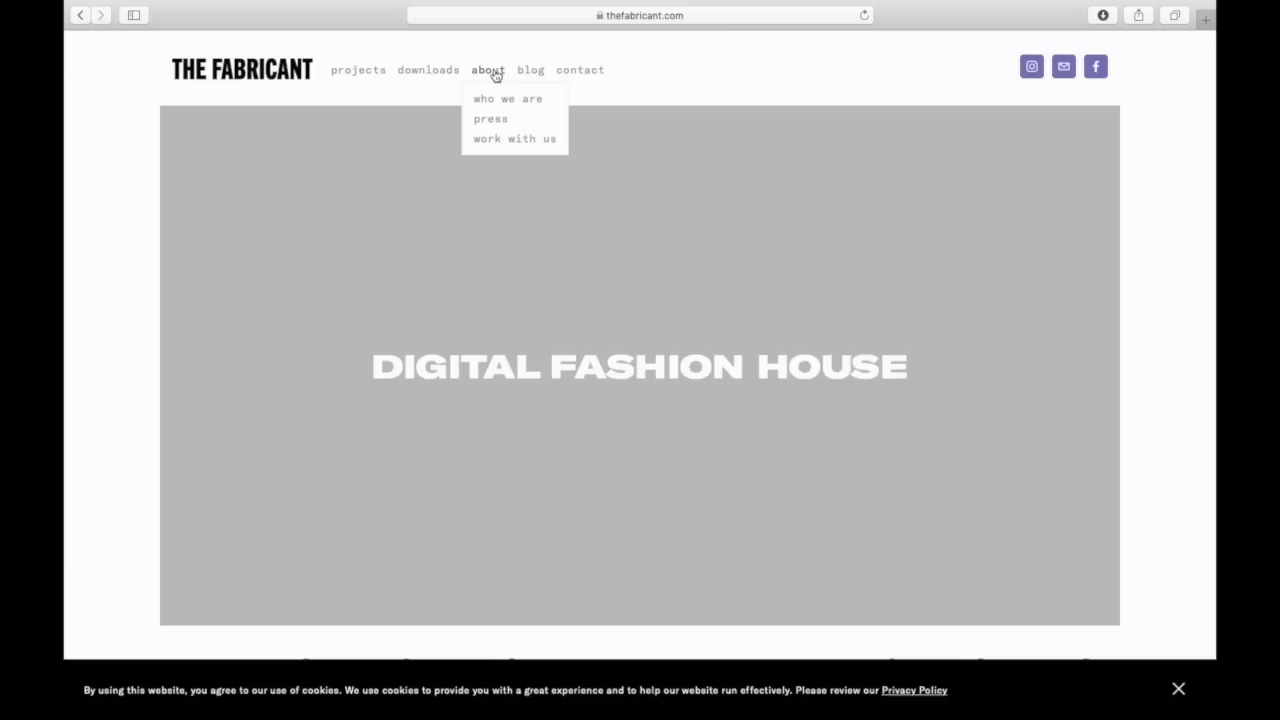 thefabricant.com
THE FABRICANT projects downloads about blog contact
who we are
press
work with us
DIGITAL FASHION HOUSE
By using this website, you agree to our use of cookies. We use cookies to provide you with a great experience and to help our website run effectively. Please review our Privacy Policy